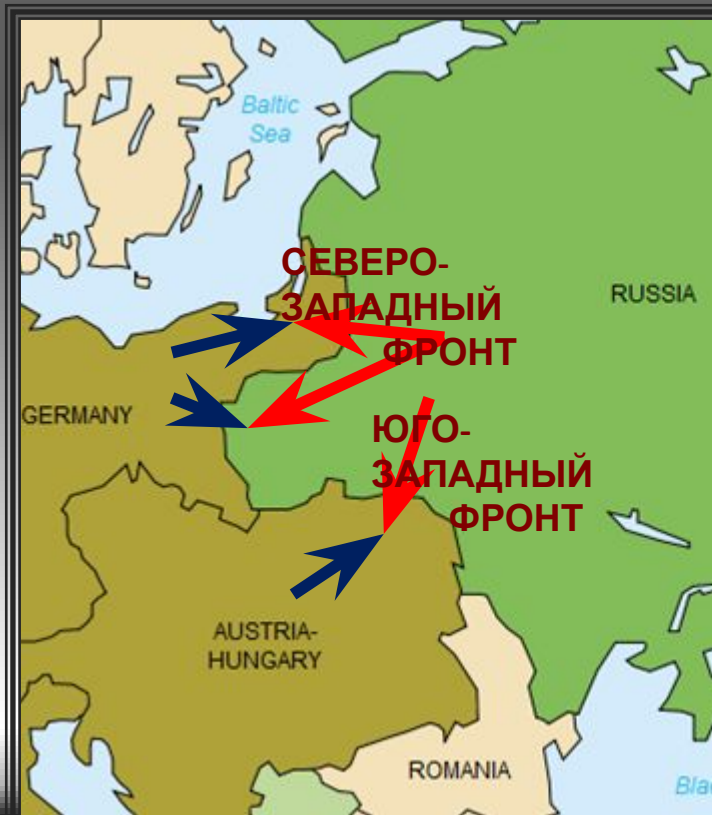 Baltic
Sea
СЕВЕРО-
ЗАПАДНЫЙ
ФРОНТ
RUSSIA
GERMANY
ЮГО-
ЗАПАДНЫЙ
ФРОНТ
AUSTRIA-
HUNGARY
ROMANIA